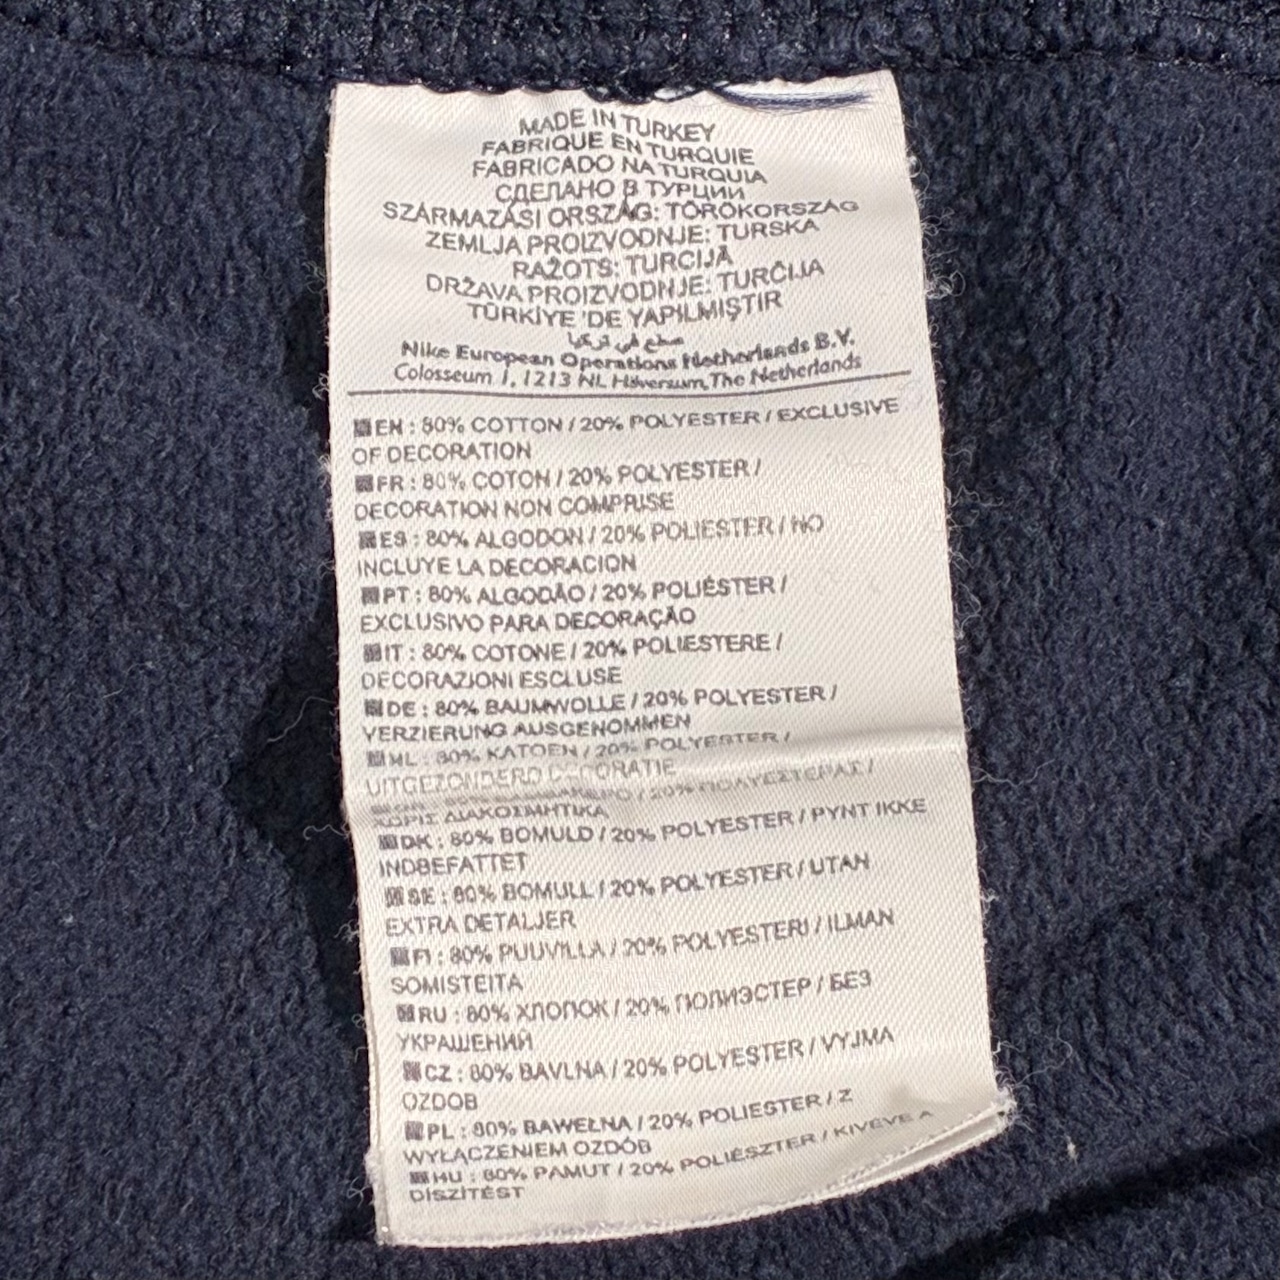 MADE IN TURKEY
FABRIQUE EN TURQUIE
FABRICADO NA TURQUIA
СДЕЛАНО В ТУРЦИИ
SZÁRMAZÁSI ORSZÁG: TÖRÖKORSZÁG
ZEMLJA PROIZVODNJE: TURSKA
RAŽOTS: TURCIJĀ
DRŽAVA PROIZVODNJE: TURČIJA
TÜRKİYE 'DE YAPILMIŞTIR
صنع في تركيا
Nike European Operations Netherlands B.V.
Colosseum 1, 1213 NL Hilversum, The Netherlands
EN : 80% COTTON / 20% POLYESTER / EXCLUSIVE
OF DECORATION
FR : 80% COTON / 20% POLYESTER /
DECORATION NON COMPRISE
ES : 80% ALGODON / 20% POLIESTER / NO
INCLUYE LA DECORACION
PT : 80% ALGODÃO / 20% POLIÉSTER /
EXCLUSIVO PARA DECORAÇÃO
IT : 80% COTONE / 20% POLIESTERE /
DECORAZIONI ESCLUSE
DE : 80% BAUMWOLLE / 20% POLYESTER /
VERZIERUNG AUSGENOMMEN
NL : 80% KATOEN / 20% POLYESTER /
UITGEZONDERD DECORATIE
/ 20% ΠΟΛΥΕΣΤΕΡΑΣ /
ΧΩΡΙΣ ΔΙΑΚΟΣΜΗΤΙΚΑ
DK : 80% BOMULD / 20% POLYESTER / PYNT IKKE
INDBEFATTET
SE : 80% BOMULL / 20% POLYESTER / UTAN
EXTRA DETALJER
FI : 80% PUUVILLA / 20% POLYESTERI / ILMAN
SOMISTEITA
RU : 80% ХЛОПОК / 20% ПОЛИЭСТЕР / БЕЗ
УКРАШЕНИЙ
CZ : 80% BAVLNA / 20% POLYESTER / VYJMA
OZDOB
PL : 80% BAWEŁNA / 20% POLIESTER / Z
WYŁĄCZENIEM OZDÓB
HU : 80% PAMUT / 20% POLIÉSZTER / KIVÉVE A
DÍSZÍTÉST